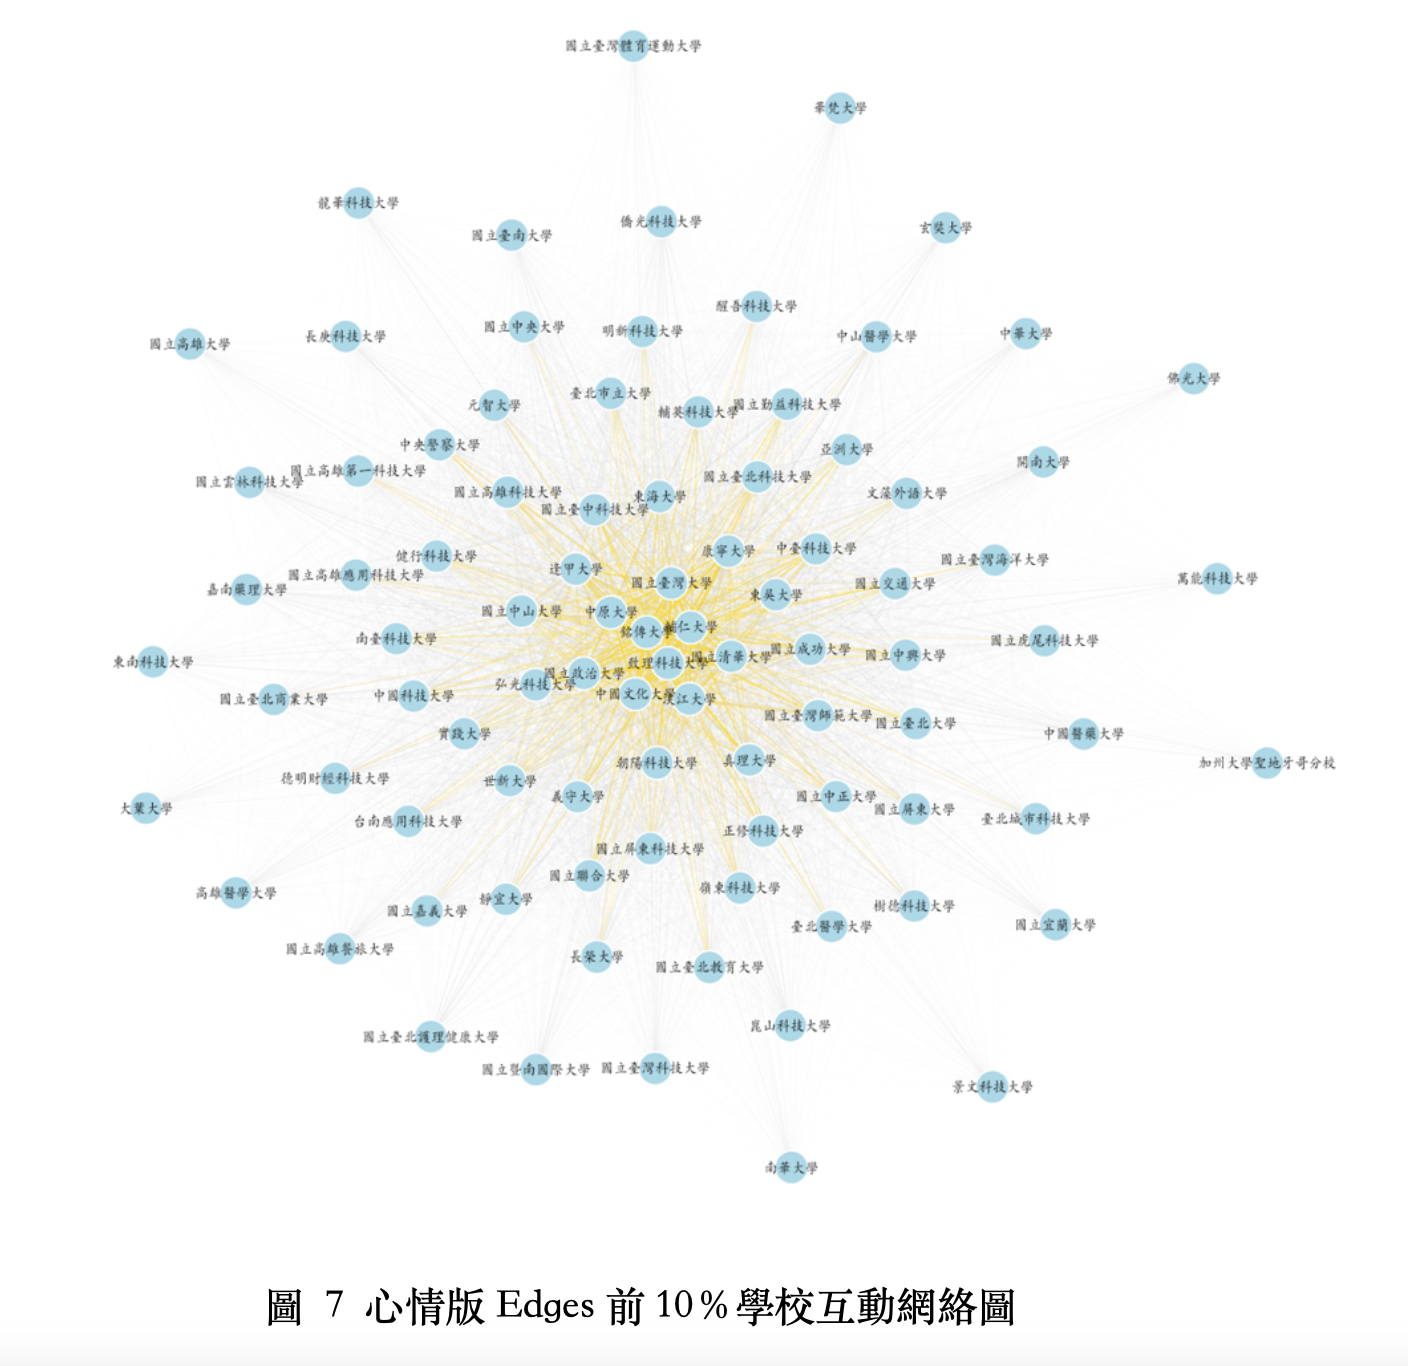 國立臺灣體育運動大學
華梵大學
龍華科技大學
僑光科技大學
國立臺南大學
玄奘大學
醒吾科技大學
國立中央大學
明新科技大學
中華大學
長庚科技大學
中山醫學大學
國立高雄大學
佛光大學
臺北市立大學
元智大學
國立勤益科技大學
輔英科技大學
中央警察大學
亞洲大學
開南大學
國立高雄第一科技大學
國立臺北科技大學
國立雲林科技大學
國立高雄科技大學
文藻外語大學
東海大學
國立臺中科技大學
康寧大學
中臺科技大學
健行科技大學
國立臺灣海洋大學
逢甲大學
國立高雄應用科技大學
萬能科技大學
國立臺灣大學
國立交通大學
嘉南藥理大學
東吳大學
國立中山大學
中原大學
輔仁大學
銘傳大學
南臺科技大學
國立虎尾科技大學
國立成功大學
國立中興大學
國立清華大學
東南科技大學
致理科技大學
國立政治大學
弘光科技大學
中國科技大學
中國文化大學
淡江大學
國立臺北商業大學
國立臺灣師範大學
國立臺北大學
實踐大學
中國醫藥大學
真理大學
朝陽科技大學
加州大學聖地牙哥分校
德明財經科技大學
世新大學
義守大學
國立中正大學
大葉大學
國立屏東大學
臺北城市科技大學
台南應用科技大學
正修科技大學
國立屏東科技大學
國立聯合大學
嶺東科技大學
高雄醫學大學
靜宜大學
樹德科技大學
國立嘉義大學
國立宜蘭大學
臺北醫學大學
國立高雄餐旅大學
長榮大學
國立臺北教育大學
崑山科技大學
國立臺北護理健康大學
國立臺灣科技大學
國立暨南國際大學
景文科技大學
南華大學
圖 7 心情版 Edges 前 10%學校互動網絡圖